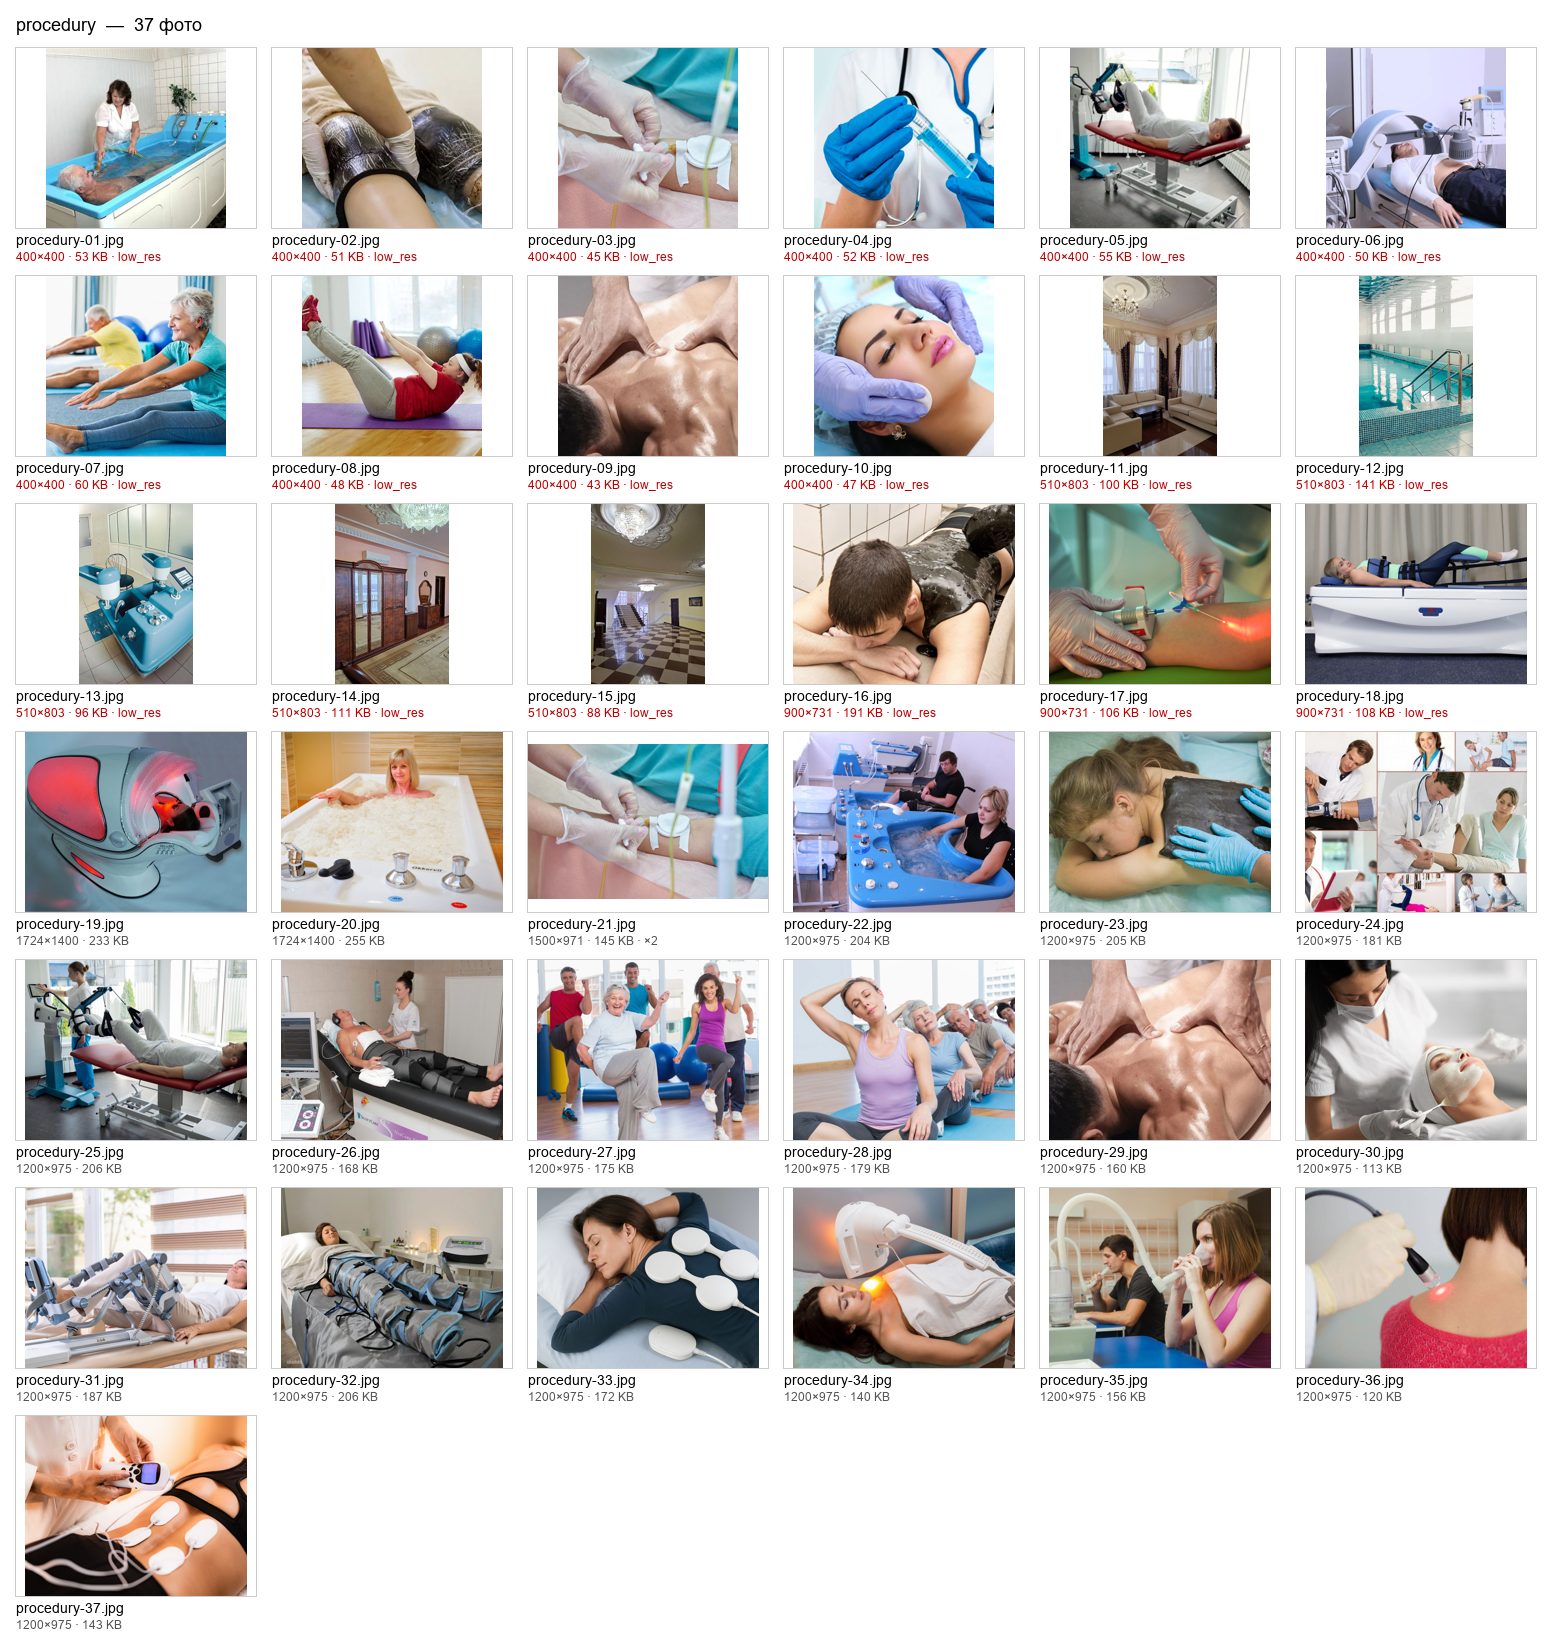 procedury — 37 фото
procedury-01.jpg
400×400 · 53 KB · low_res
procedury-02.jpg
400×400 · 51 KB · low_res
procedury-03.jpg
400×400 · 45 KB · low_res
procedury-04.jpg
400×400 · 52 KB · low_res
procedury-05.jpg
400×400 · 55 KB · low_res
procedury-06.jpg
400×400 · 50 KB · low_res
procedury-07.jpg
400×400 · 60 KB · low_res
procedury-08.jpg
400×400 · 48 KB · low_res
procedury-09.jpg
400×400 · 43 KB · low_res
procedury-10.jpg
400×400 · 47 KB · low_res
procedury-11.jpg
510×803 · 100 KB · low_res
procedury-12.jpg
510×803 · 141 KB · low_res
procedury-13.jpg
510×803 · 96 KB · low_res
procedury-14.jpg
510×803 · 111 KB · low_res
procedury-15.jpg
510×803 · 88 KB · low_res
procedury-16.jpg
900×731 · 191 KB · low_res
procedury-17.jpg
900×731 · 106 KB · low_res
procedury-18.jpg
900×731 · 108 KB · low_res
procedury-19.jpg
1724×1400 · 233 KB
procedury-20.jpg
1724×1400 · 255 KB
procedury-21.jpg
1500×971 · 145 KB · ×2
procedury-22.jpg
1200×975 · 204 KB
procedury-23.jpg
1200×975 · 205 KB
procedury-24.jpg
1200×975 · 181 KB
procedury-25.jpg
1200×975 · 206 KB
procedury-26.jpg
1200×975 · 168 KB
procedury-27.jpg
1200×975 · 175 KB
procedury-28.jpg
1200×975 · 179 KB
procedury-29.jpg
1200×975 · 160 KB
procedury-30.jpg
1200×975 · 113 KB
procedury-31.jpg
1200×975 · 187 KB
procedury-32.jpg
1200×975 · 206 KB
procedury-33.jpg
1200×975 · 172 KB
procedury-34.jpg
1200×975 · 140 KB
procedury-35.jpg
1200×975 · 156 KB
procedury-36.jpg
1200×975 · 120 KB
procedury-37.jpg
1200×975 · 143 KB